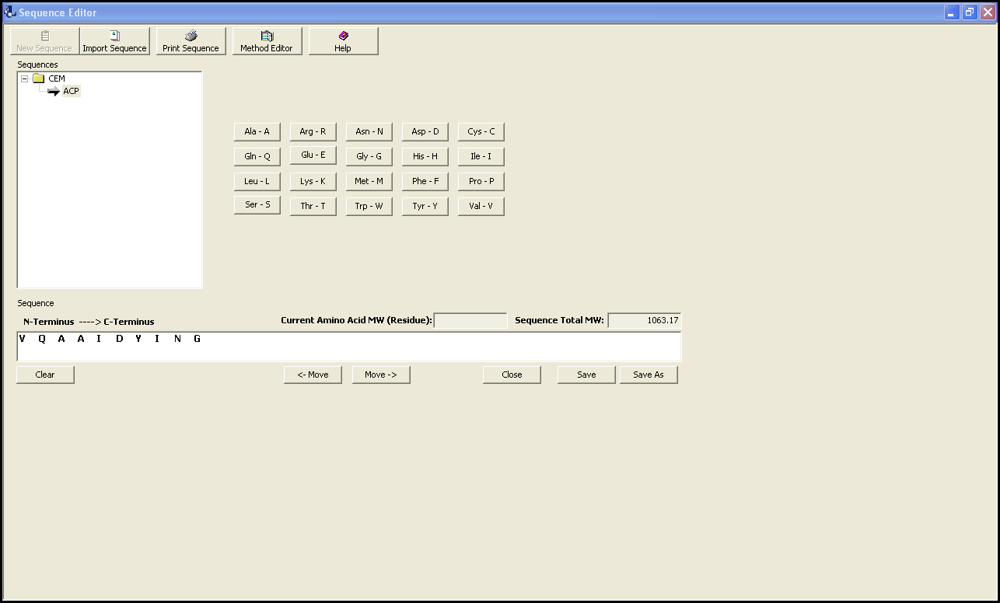 Sequence Editor
New Sequence Import Sequence Print Sequence Method Editor Help
Sequences
CEM
ACP
Ala - A Arg - R Asn - N Asp - D Cys - C
Gln - Q Glu - E Gly - G His - H Ile - I
Leu - L Lys - K Met - M Phe - F Pro - P
Ser - S Thr - T Trp - W Tyr - Y Val - V
Sequence
N-Terminus ----> C-Terminus Current Amino Acid MW (Residue): Sequence Total MW: 1063.17
V Q A A I D Y I N G
Clear <- Move Move -> Close Save Save As